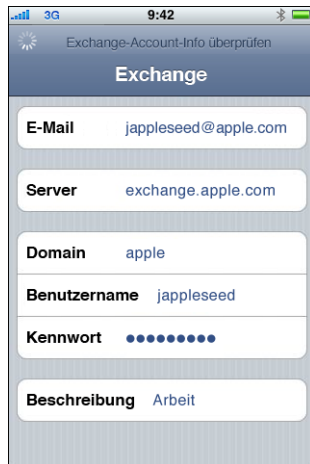 3G 9:42
Exchange-Account-Info überprüfen
Exchange
E-Mail jappleseed@apple.com
Server exchange.apple.com
Domain apple
Benutzername jappleseed
Kennwort •••••••••
Beschreibung Arbeit